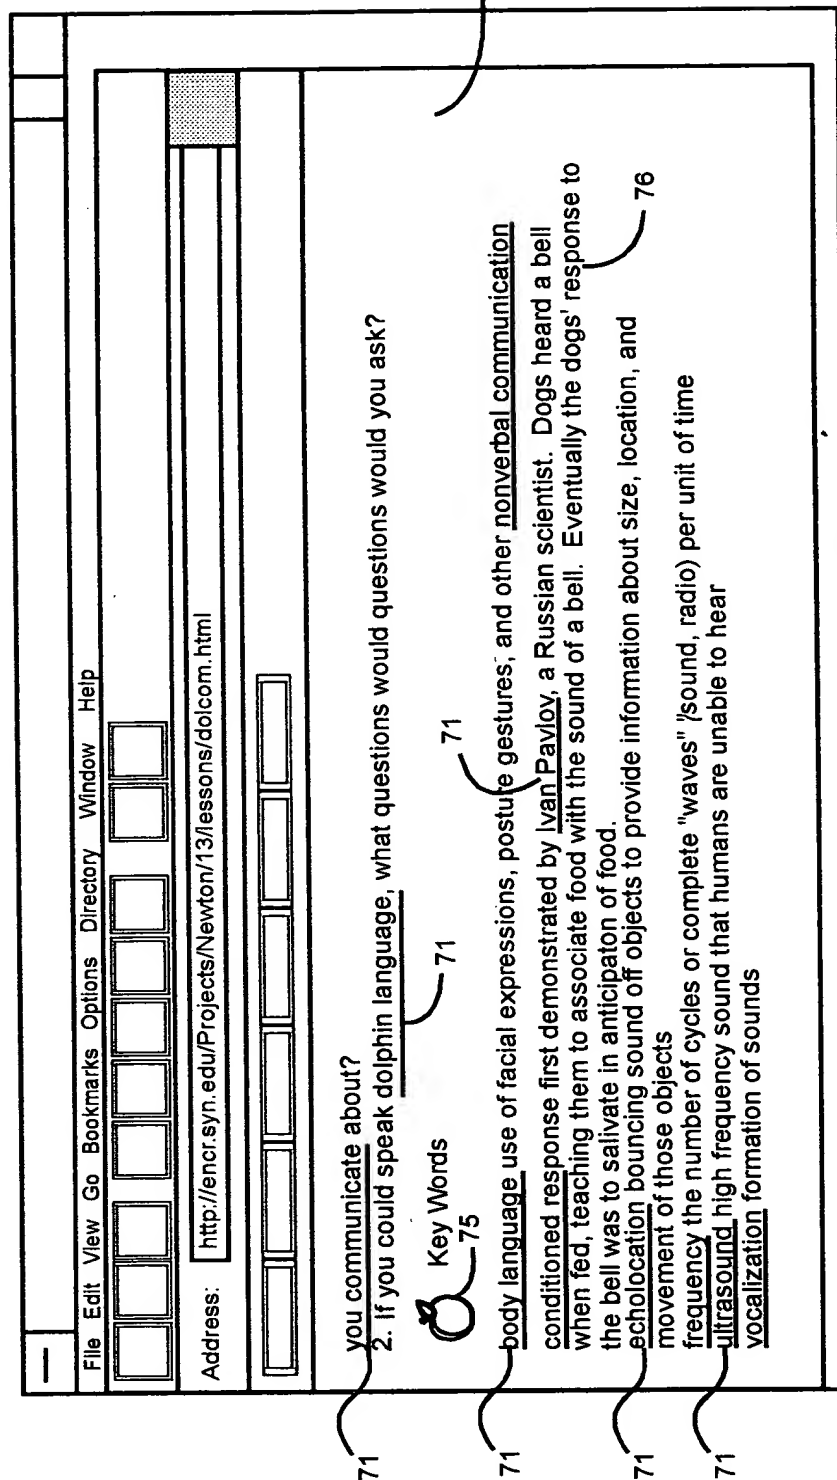 File Edit View Go Bookmarks Options Directory Window Help
Address: http://encr.syn.edu/Projects/Newton/13/lessons/dolcom.html
you communicate about?
2. If you could speak dolphin language, what questions would questions would you ask?
71
71
Key Words
75
body language use of facial expressions, posture gestures, and other nonverbal communication
71
71
conditioned response first demonstrated by Ivan Pavlov, a Russian scientist. Dogs heard a bell
when fed, teaching them to associate food with the sound of a bell. Eventually the dogs' response to
76
the bell was to salivate in anticipaton of food.
echolocation bouncing sound off objects to provide information about size, location, and
71
movement of those objects
frequency the number of cycles or complete "waves" "/sound, radio) per unit of time
ultrasound high frequency sound that humans are unable to hear
71
vocalization formation of sounds